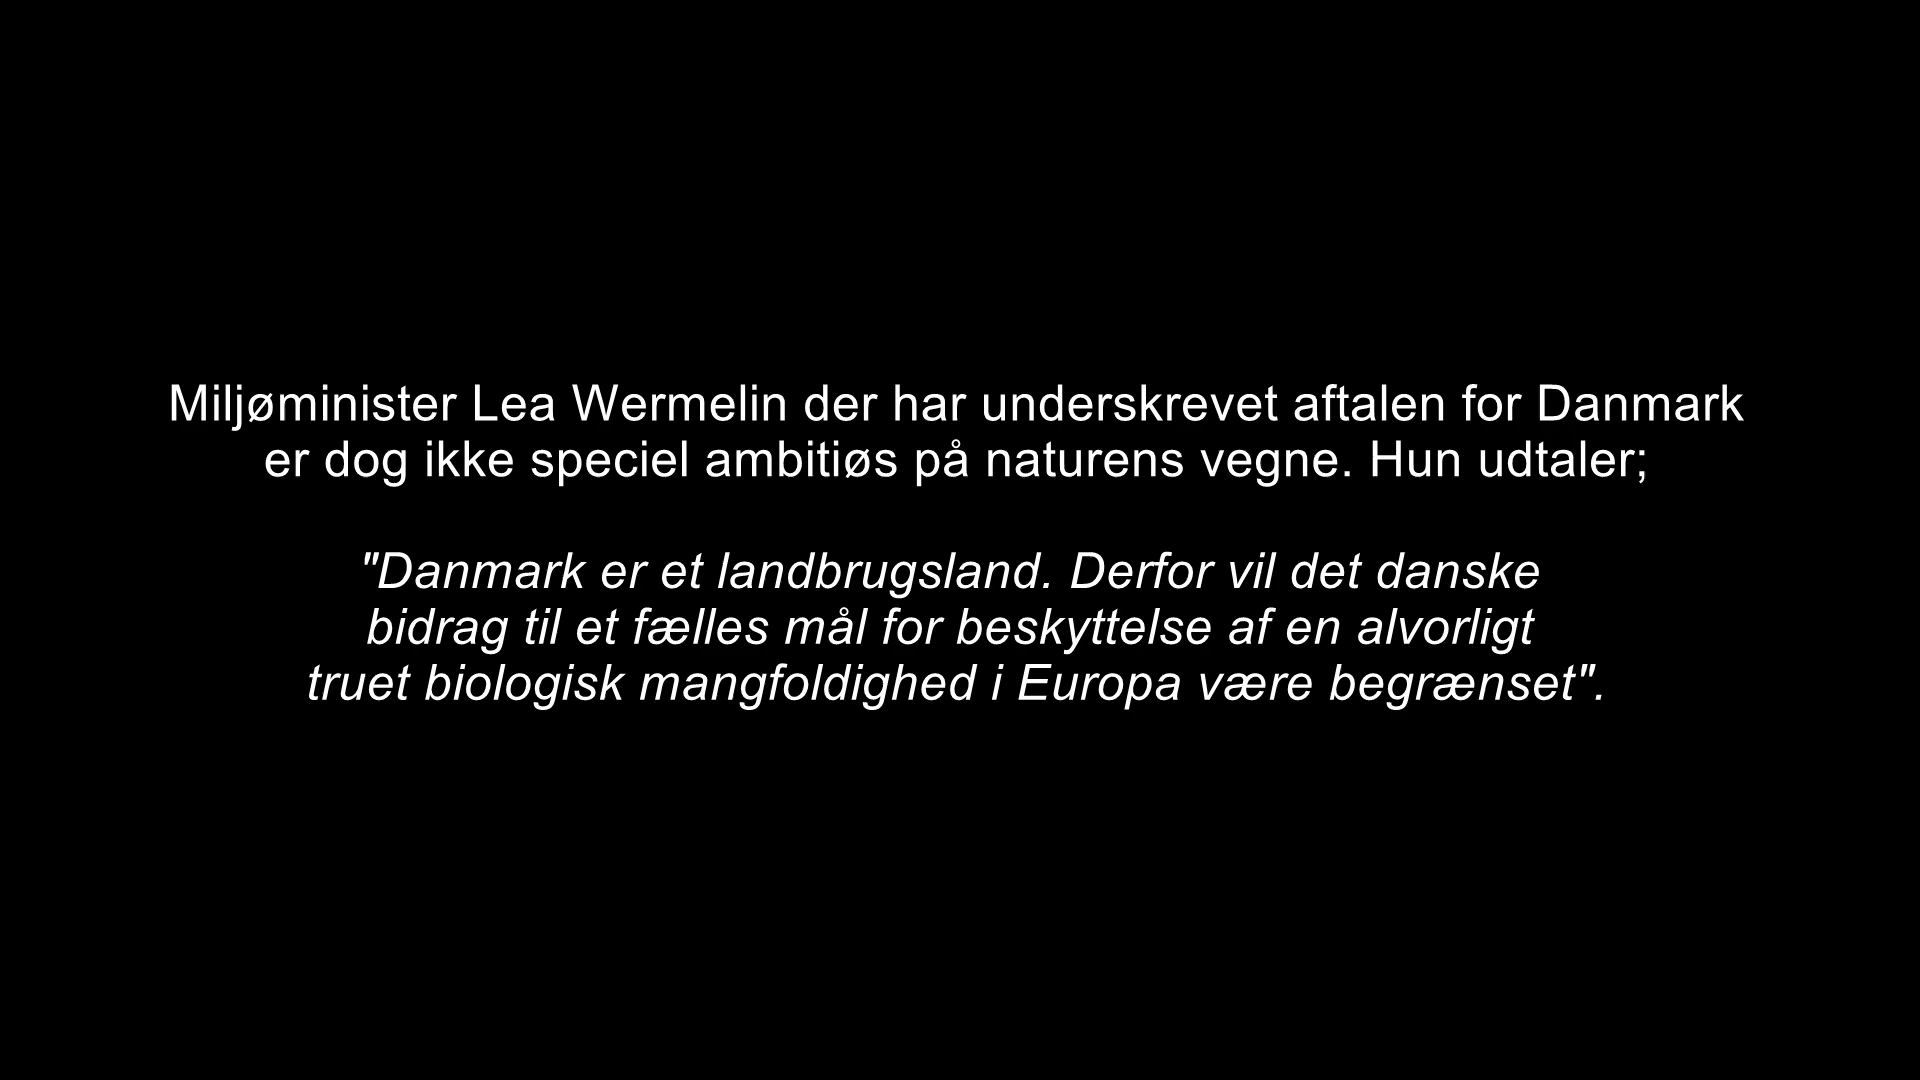 Miljøminister Lea Wermelin der har underskrevet aftalen for Danmark
er dog ikke speciel ambitiøs på naturens vegne. Hun udtaler;
"Danmark er et landbrugsland. Derfor vil det danske
bidrag til et fælles mål for beskyttelse af en alvorligt
truet biologisk mangfoldighed i Europa være begrænset".